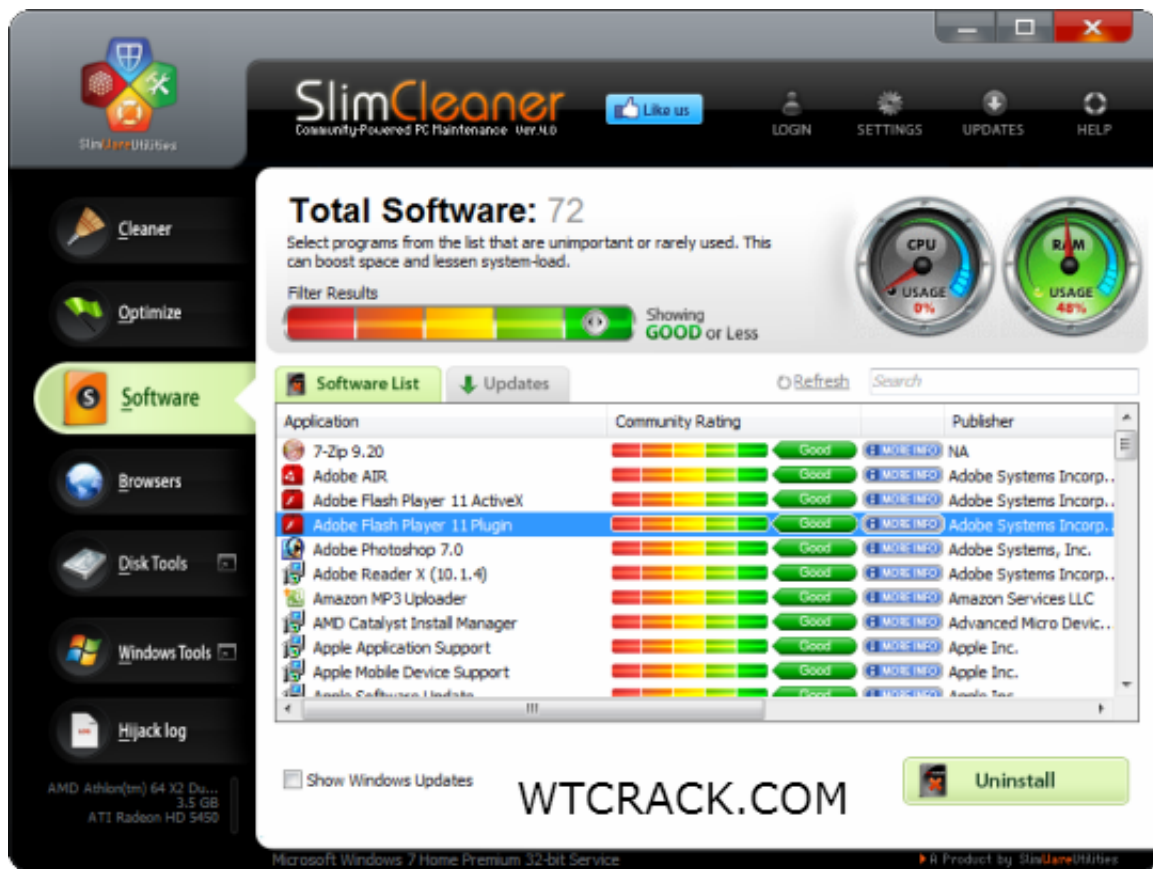 SlimWareUtilities
SlimCleaner
Community-Powered PC Maintenance Ver.4.0
Like us
LOGIN
SETTINGS
UPDATES
HELP
Cleaner
Optimize
Software
Browsers
Disk Tools
Windows Tools
Hijack log
AMD Athlon(tm) 64 X2 Du...
3.5 GB
ATI Radeon HD 5450
Total Software: 72
Select programs from the list that are unimportant or rarely used. This
can boost space and lessen system-load.
Filter Results
Showing
GOOD or Less
CPU
USAGE
0%
RAM
USAGE
48%
Software List
Updates
Refresh
Search
Application Community Rating Publisher
7-Zip 9.20 Good MORE INFO NA
Adobe AIR Good MORE INFO Adobe Systems Incorp..
Adobe Flash Player 11 ActiveX Good MORE INFO Adobe Systems Incorp..
Adobe Flash Player 11 Plugin Good MORE INFO Adobe Systems Incorp..
Adobe Photoshop 7.0 Good MORE INFO Adobe Systems, Inc.
Adobe Reader X (10.1.4) Good MORE INFO Adobe Systems Incorp..
Amazon MP3 Uploader Good MORE INFO Amazon Services LLC
AMD Catalyst Install Manager Good MORE INFO Advanced Micro Devic...
Apple Application Support Good MORE INFO Apple Inc.
Apple Mobile Device Support Good MORE INFO Apple Inc.
Apple Software Update Good MORE INFO Apple Inc.
Show Windows Updates
WTCRACK.COM
Uninstall
Microsoft Windows 7 Home Premium 32-bit Service
A Product by SlimWareUtilities